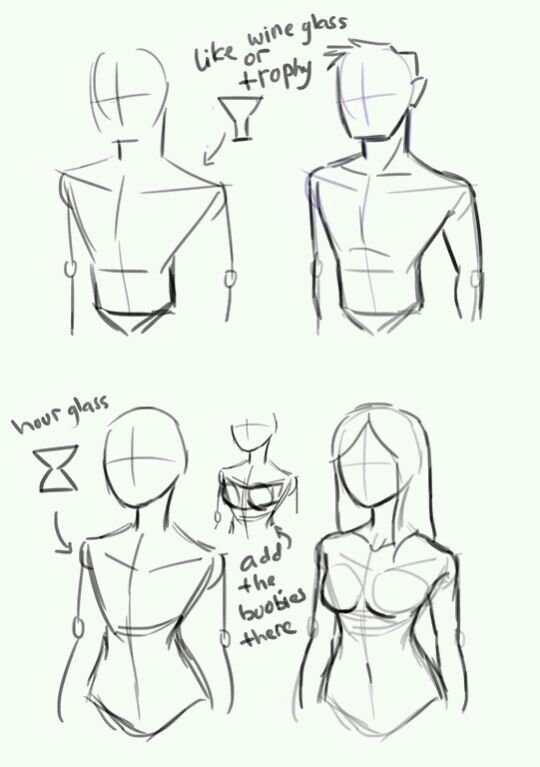 like wine glass
or
trophy
hour glass
add
the
boobies
there